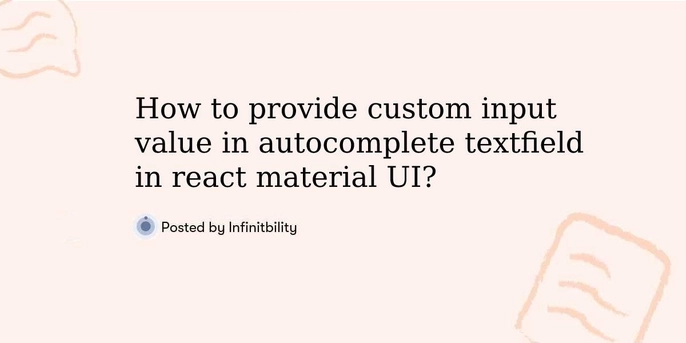 How to provide custom input
value in autocomplete textfield
in react material UI?
Posted by Infinitbility